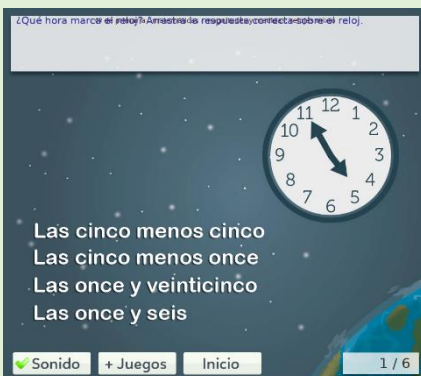 ¿Qué hora marca el reloj? Arrastra la respuesta correcta sobre el reloj.
11 12 1
10 2
9 3
8 4
7 6 5
Las cinco menos cinco
Las cinco menos once
Las once y veinticinco
Las once y seis
Sonido + Juegos Inicio 1 / 6